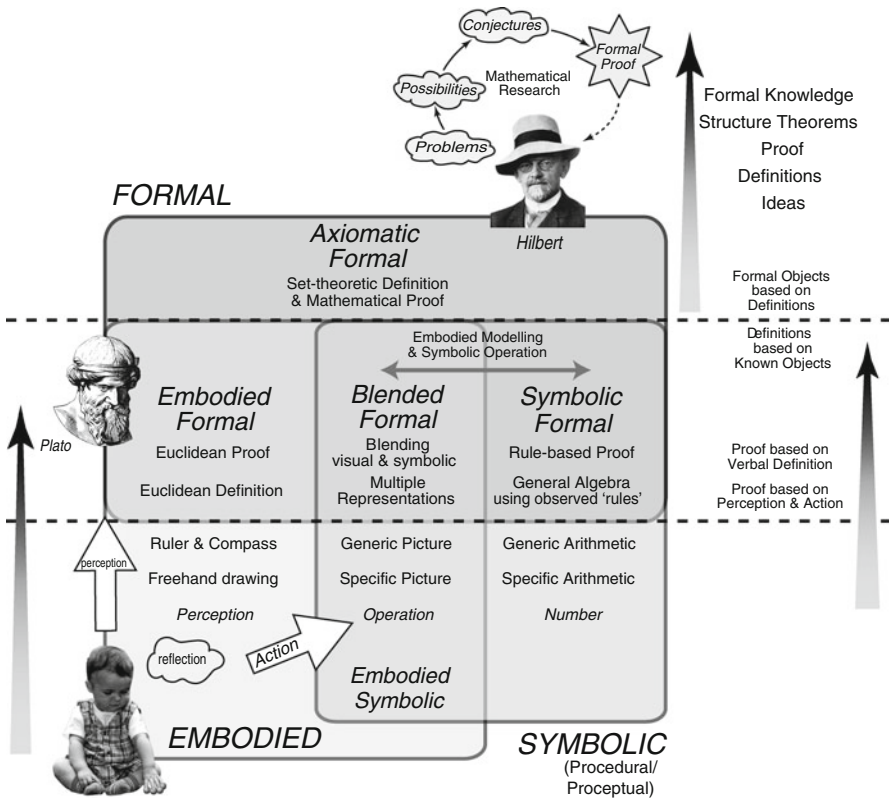 Conjectures
Formal
Proof
Possibilities
Mathematical
Research
Problems
Formal Knowledge
Structure Theorems
Proof
Definitions
Ideas
FORMAL
Hilbert
Axiomatic
Formal
Set-theoretic Definition
& Mathematical Proof
Formal Objects
based on
Definitions
Embodied Modelling
& Symbolic Operation
Definitions
based on
Known Objects
Plato
Embodied
Formal
Euclidean Proof
Euclidean Definition
Blended
Formal
Blending
visual & symbolic
Multiple
Representations
Symbolic
Formal
Rule-based Proof
General Algebra
using observed ‘rules’
Proof based on
Verbal Definition
Proof based on
Perception & Action
perception
Ruler & Compass
Freehand drawing
Perception
Generic Picture
Specific Picture
Operation
Generic Arithmetic
Specific Arithmetic
Number
reflection
Action
Embodied
Symbolic
EMBODIED
SYMBOLIC
(Procedural/
Proceptual)